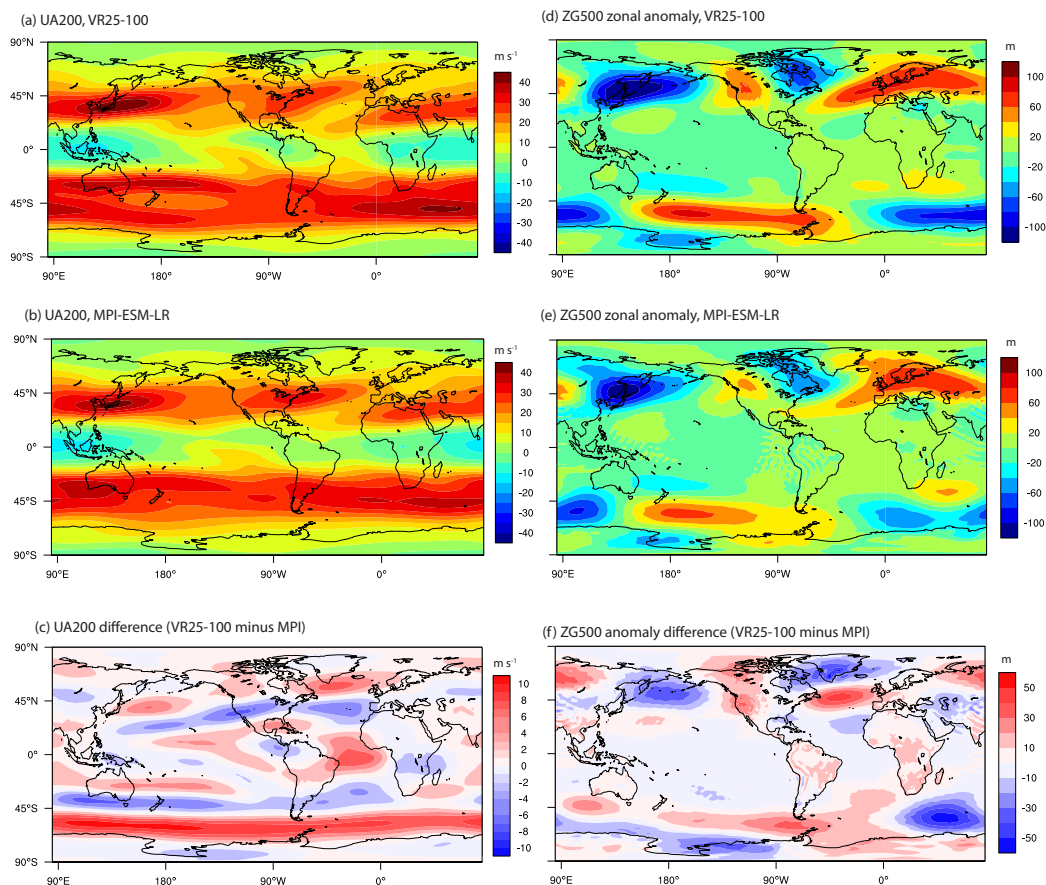 (a) UA200, VR25-100
90°N
45°N
0°
45°S
90°S
90°E 180° 90°W 0°
m s⁻¹
40
30
20
10
0
-10
-20
-30
-40
(d) ZG500 zonal anomaly, VR25-100
90°E 180° 90°W 0°
m
100
60
20
-20
-60
-100
(b) UA200, MPI-ESM-LR
90°N
45°N
0°
45°S
90°S
90°E 180° 90°W 0°
m s⁻¹
40
30
20
10
0
-10
-20
-30
-40
(e) ZG500 zonal anomaly, MPI-ESM-LR
90°E 180° 90°W 0°
m
100
60
20
-20
-60
-100
(c) UA200 difference (VR25-100 minus MPI)
90°N
45°N
0°
45°S
90°S
90°E 180° 90°W 0°
m s⁻¹
10
8
6
4
2
0
-2
-4
-6
-8
-10
(f) ZG500 anomaly difference (VR25-100 minus MPI)
90°E 180° 90°W 0°
m
50
30
10
-10
-30
-50